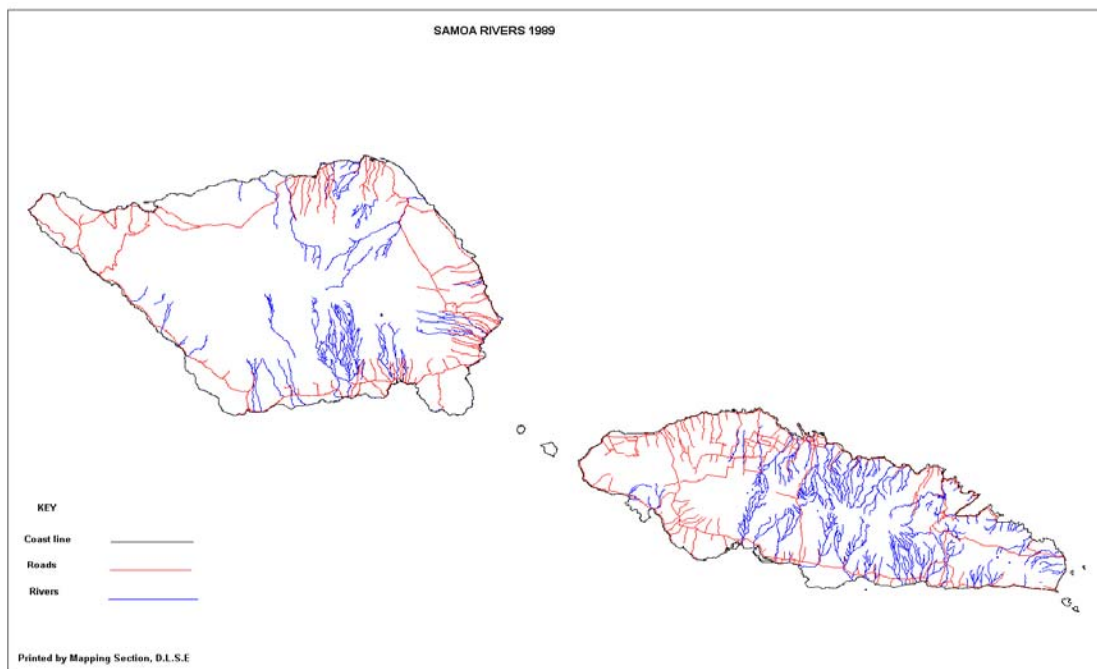 SAMOA RIVERS 1989
KEY
Coast line
Roads
Rivers
Printed by Mapping Section, D.L.S.E